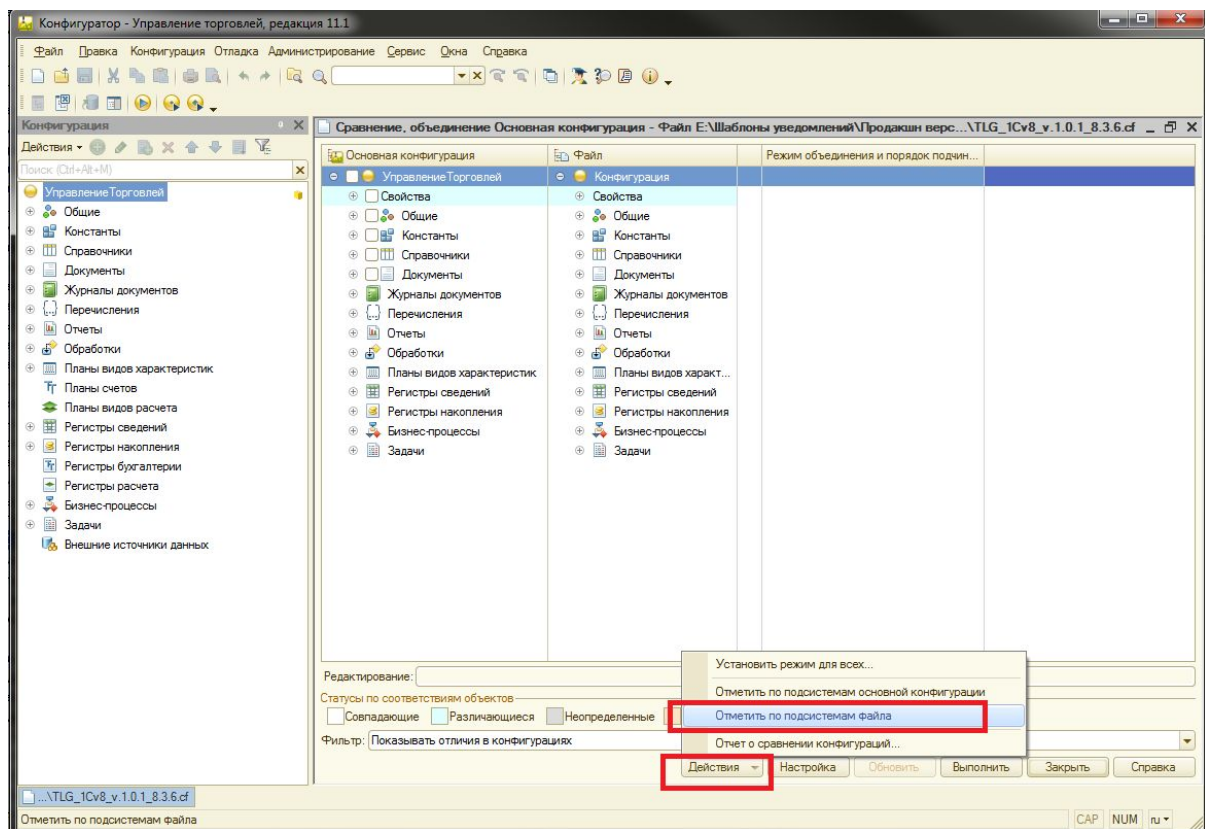 Конфигуратор - Управление торговлей, редакция 11.1
Файл Правка Конфигурация Отладка Администрирование Сервис Окна Справка
Конфигурация
Действия
Поиск (Ctrl+Alt+M)
УправлениеТорговлей
Общие
Константы
Справочники
Документы
Журналы документов
Перечисления
Отчеты
Обработки
Планы видов характеристик
Планы счетов
Планы видов расчета
Регистры сведений
Регистры накопления
Регистры бухгалтерии
Регистры расчета
Бизнес-процессы
Задачи
Внешние источники данных
Сравнение, объединение Основная конфигурация - Файл E:\Шаблоны уведомлений\Продакшн верс...\TLG_1Cv8_v.1.0.1_8.3.6.cf
Основная конфигурация Файл Режим объединения и порядок подчин...
УправлениеТорговлей Конфигурация
Свойства Свойства
Общие Общие
Константы Константы
Справочники Справочники
Документы Документы
Журналы документов Журналы документов
Перечисления Перечисления
Отчеты Отчеты
Обработки Обработки
Планы видов характеристик Планы видов характ...
Регистры сведений Регистры сведений
Регистры накопления Регистры накопления
Бизнес-процессы Бизнес-процессы
Задачи Задачи
Редактирование:
Статусы по соответствиям объектов
Совпадающие Различающиеся Неопределенные
Фильтр: Показывать отличия в конфигурациях
Установить режим для всех...
Отметить по подсистемам основной конфигурации
Отметить по подсистемам файла
Отчет о сравнении конфигураций...
Действия Настройка Обновить Выполнить Закрыть Справка
...\TLG_1Cv8_v.1.0.1_8.3.6.cf
Отметить по подсистемам файла CAP NUM ru